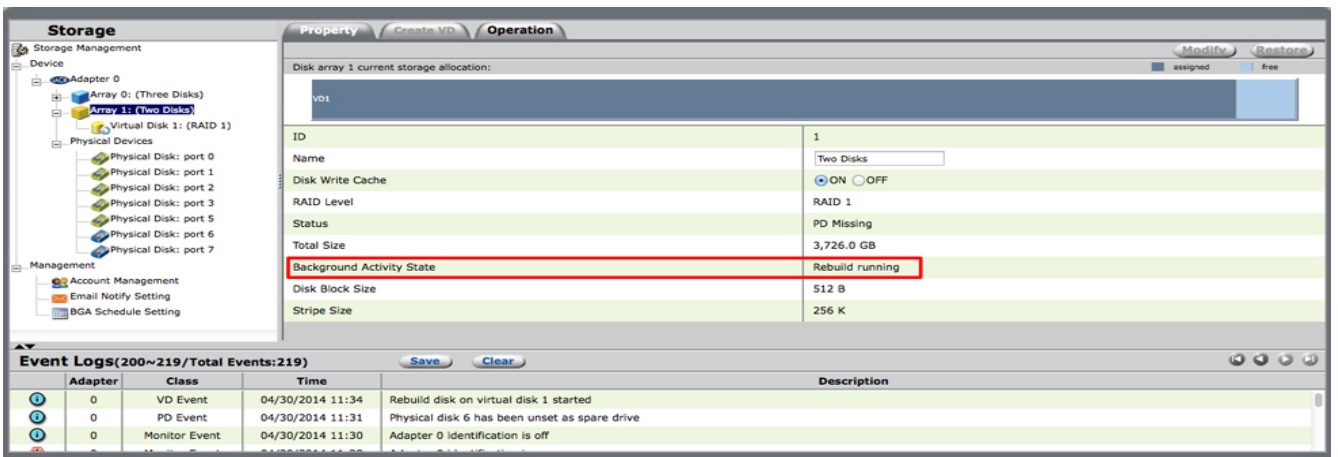 Storage
Storage Management
Device
Adapter 0
Array 0: (Three Disks)
Array 1: (Two Disks)
Virtual Disk 1: (RAID 1)
Physical Devices
Physical Disk: port 0
Physical Disk: port 1
Physical Disk: port 2
Physical Disk: port 3
Physical Disk: port 5
Physical Disk: port 6
Physical Disk: port 7
Management
Account Management
Email Notify Setting
BGA Schedule Setting
Property Create VD Operation
Modify Restore
Disk array 1 current storage allocation: assigned free
VD1
ID 1
Name Two Disks
Disk Write Cache ON OFF
RAID Level RAID 1
Status PD Missing
Total Size 3,726.0 GB
Background Activity State Rebuild running
Disk Block Size 512 B
Stripe Size 256 K
Event Logs(200~219/Total Events:219) Save Clear
Adapter Class Time Description
0 VD Event 04/30/2014 11:34 Rebuild disk on virtual disk 1 started
0 PD Event 04/30/2014 11:31 Physical disk 6 has been unset as spare drive
0 Monitor Event 04/30/2014 11:30 Adapter 0 identification is off